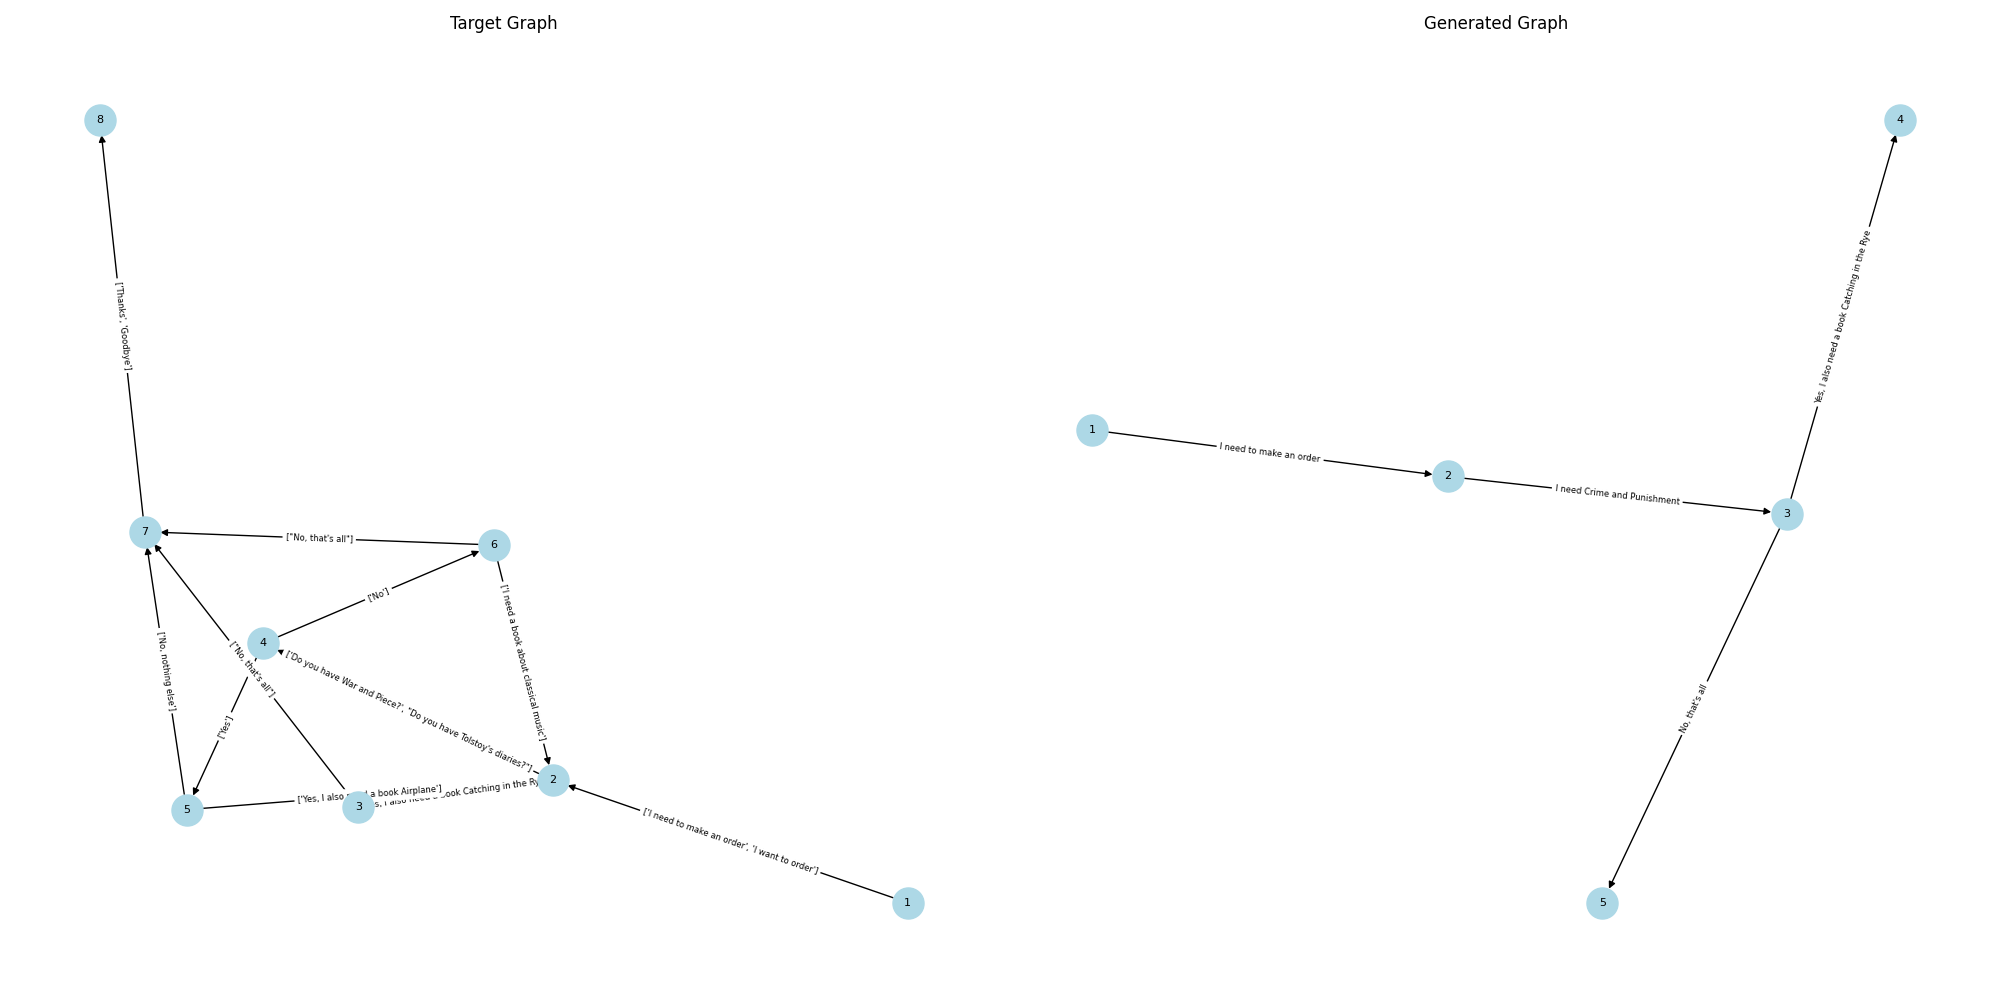 Target Graph
Generated Graph
8
4
['Thanks', 'Goodbye']
Yes, I also need a book Catching in the Rye
1
I need to make an order
2
I need Crime and Punishment
3
7
["No, that's all"]
6
['No']
['I need a book about classical music']
4
['No, nothing else']
["No, that's all"]
['Do you have War and Piece?', "Do you have Tolstoy's diaries?"]
['Yes']
No, that's all
2
['Yes, I also a book Airplane']
also book Catching in the
5
3
['I need to make an order', 'I want to order']
1
5